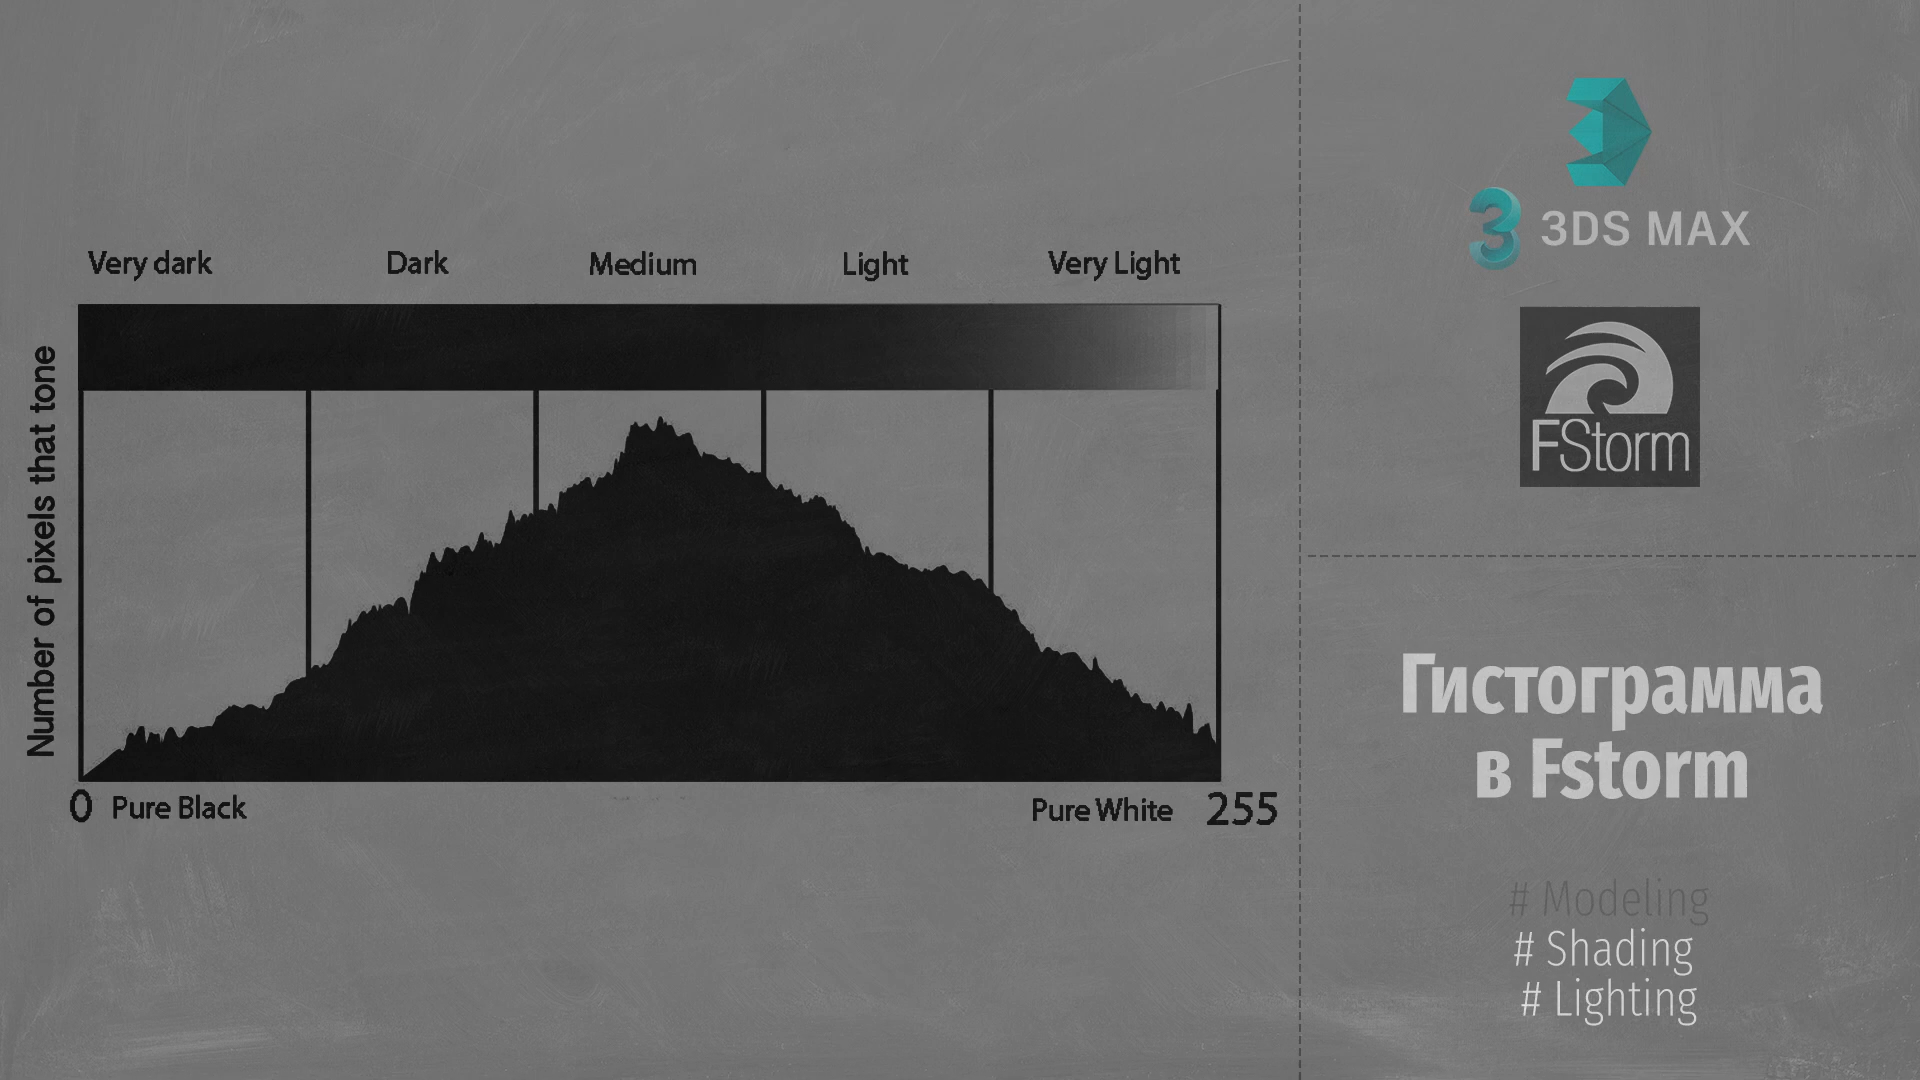 Very dark Dark Medium Light Very Light
Number of pixels that tone
0 Pure Black Pure White 255
3 3DS MAX
FStorm
Гистограмма
в Fstorm
# Modeling
# Shading
# Lighting